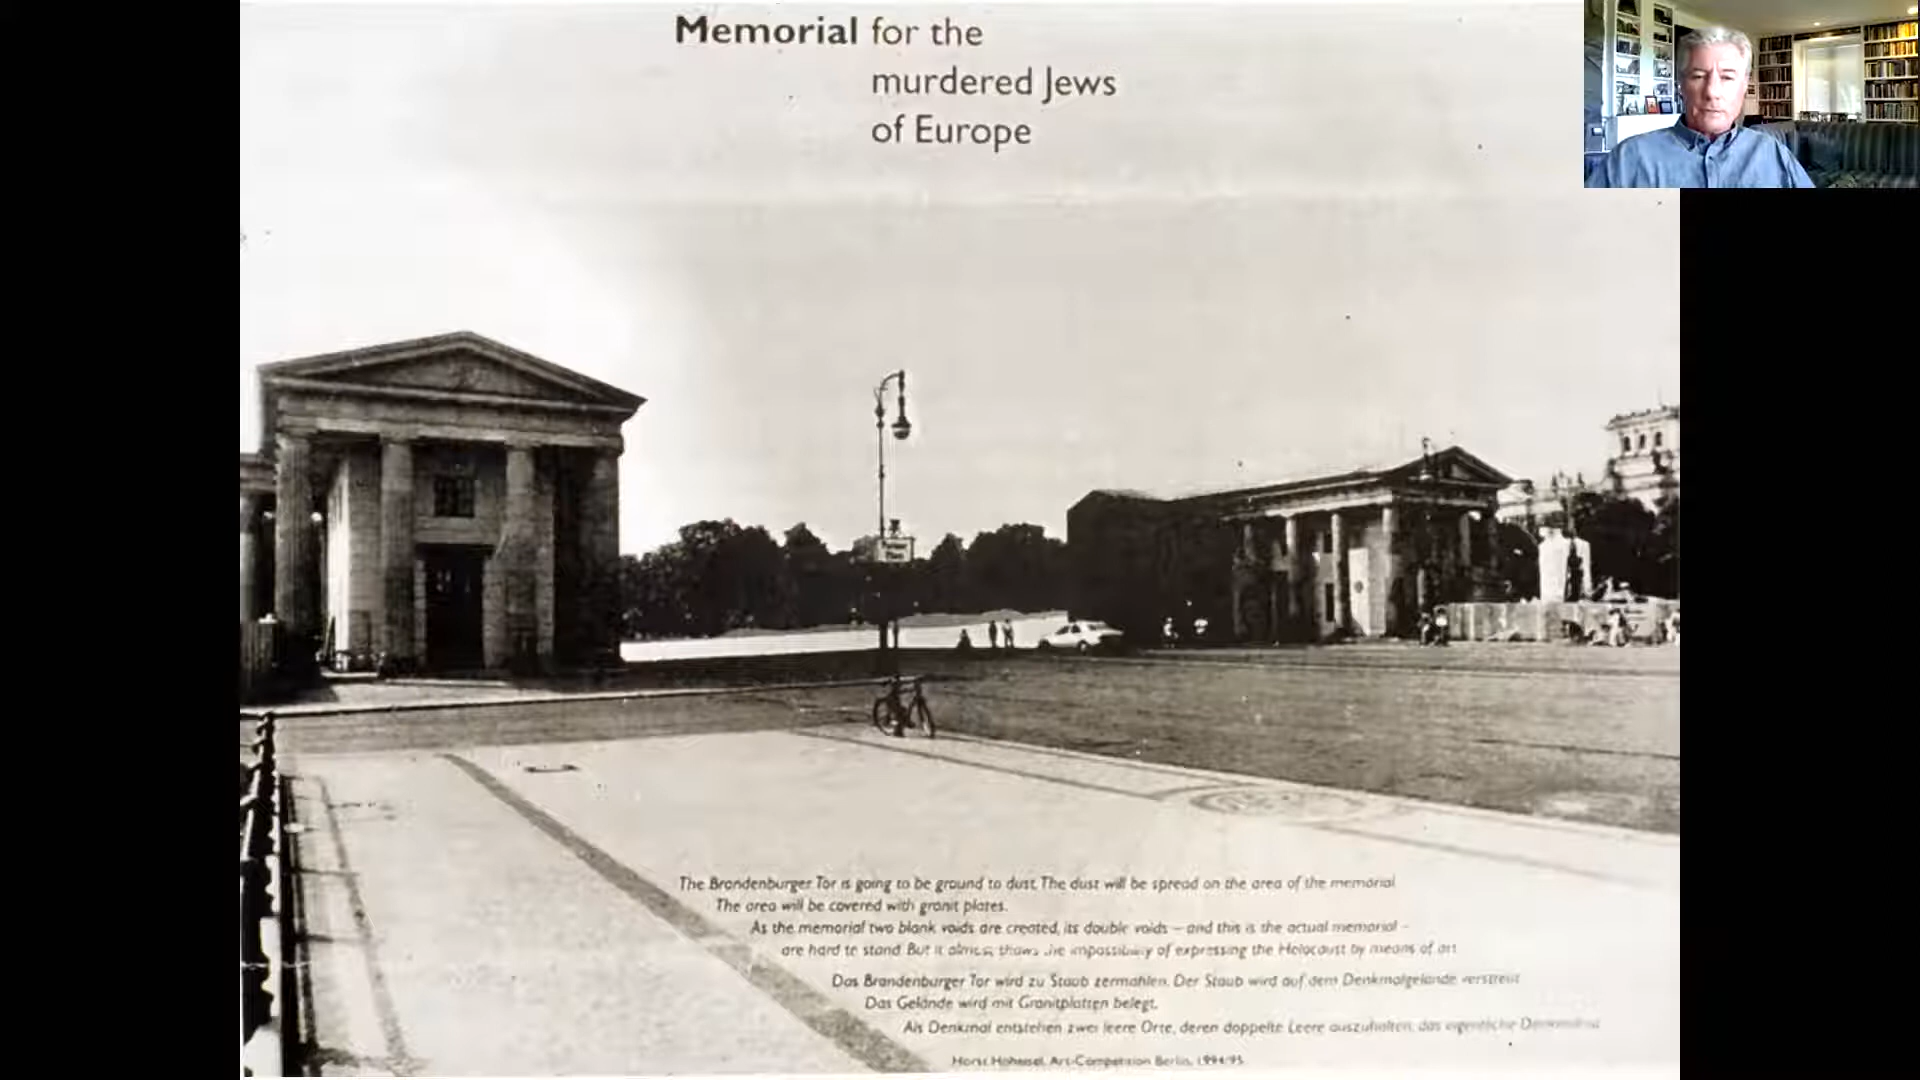 Memorial for the
murdered Jews
of Europe
The Brandenburger Tor is going to be ground to dust. The dust will be spread on the area of the memorial
The area will be covered with granit plates.
As the memorial two blank voids are created, its double voids – and this is the actual memorial –
are hard to stand. But it shows the impossibility of expressing the Holocaust by means of art
Das Brandenburger Tor wird zu Staub zermahlen. Der Staub wird auf dem Denkmalgelände verstreut
Das Gelände wird mit Granitplatten belegt.
Als Denkmal entstehen zwei leere Orte, deren doppelte Leere auszuhalten, das eigentliche
Horst Hoheisel, Art-Competition Berlin, 1994/95